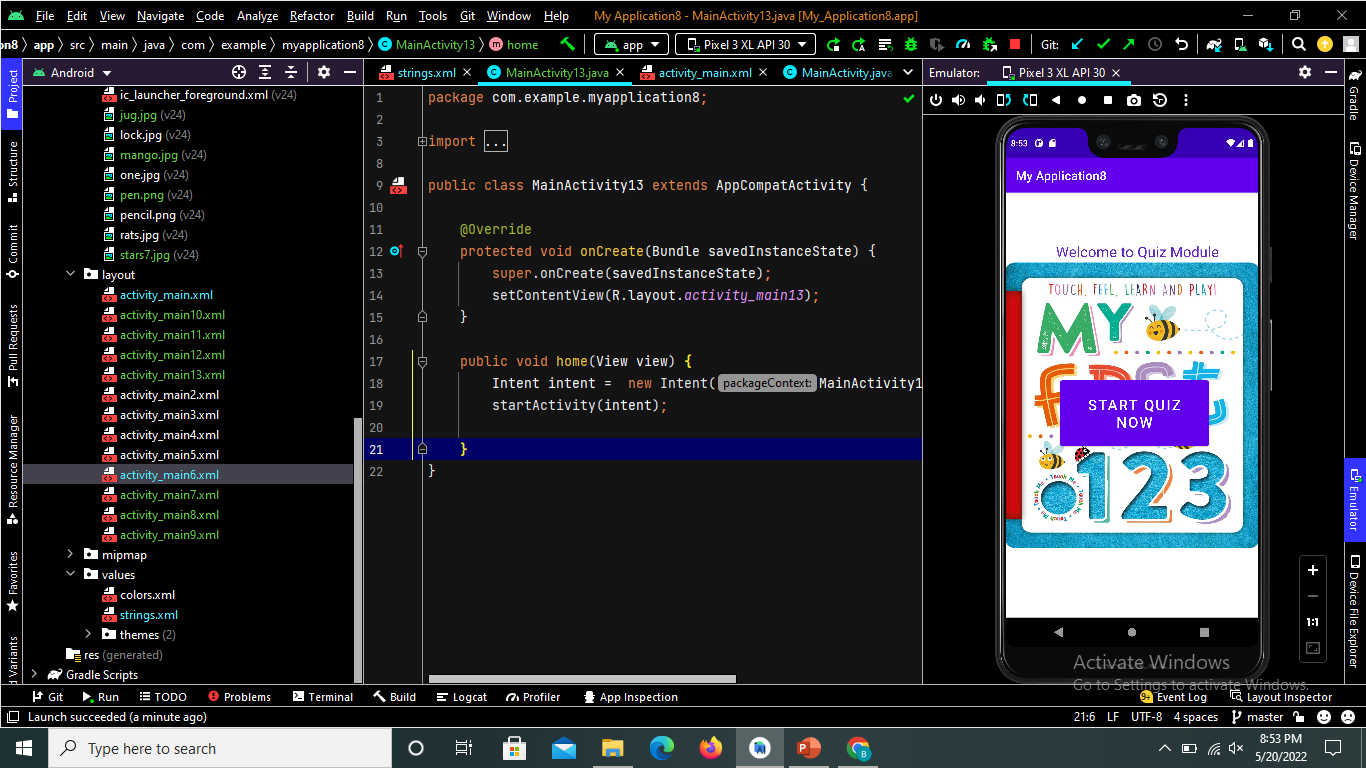 File Edit View Navigate Code Analyze Refactor Build Run Tools Git Window Help My Application8 - MainActivity13.java [My_Application8.app]
on8 app src main java com example myapplication8 MainActivity13 home app Pixel 3 XL API 30 Git:
Android strings.xml MainActivity13.java activity_main.xml MainActivity.java Emulator: Pixel 3 XL API 30
Project
Structure
Commit
Pull Requests
Resource Manager
Favorites
Variants
ic_launcher_foreground.xml (v24)
jug.jpg (v24)
lock.jpg (v24)
mango.jpg (v24)
one.jpg (v24)
pen.png (v24)
pencil.png (v24)
rats.jpg (v24)
stars7.jpg (v24)
layout
activity_main.xml
activity_main10.xml
activity_main11.xml
activity_main12.xml
activity_main13.xml
activity_main2.xml
activity_main3.xml
activity_main4.xml
activity_main5.xml
activity_main6.xml
activity_main7.xml
activity_main8.xml
activity_main9.xml
mipmap
values
colors.xml
strings.xml
themes (2)
res (generated)
Gradle Scripts
1 package com.example.myapplication8;
2
3 import ...
8
9 public class MainActivity13 extends AppCompatActivity {
10
11 @Override
12 protected void onCreate(Bundle savedInstanceState) {
13 super.onCreate(savedInstanceState);
14 setContentView(R.layout.activity_main13);
15 }
16
17 public void home(View view) {
18 Intent intent = new Intent( packageContext: MainActivity1
19 startActivity(intent);
20
21 }
22 }
8:53
My Application8
Welcome to Quiz Module
TOUCH, FEEL, LEARN AND PLAY!
MY
START QUIZ
NOW
123
Touch Me • Touch Me • Touch Me • Touch Me
1:1
Gradle
Device Manager
Emulator
Device File Explorer
Activate Windows
Go to Settings to activate Windows.
Git Run TODO Problems Terminal Build Logcat Profiler App Inspection 9+ Event Log Layout Inspector
Launch succeeded (a minute ago) 21:6 LF UTF-8 4 spaces master
Type here to search
8:53 PM
5/20/2022